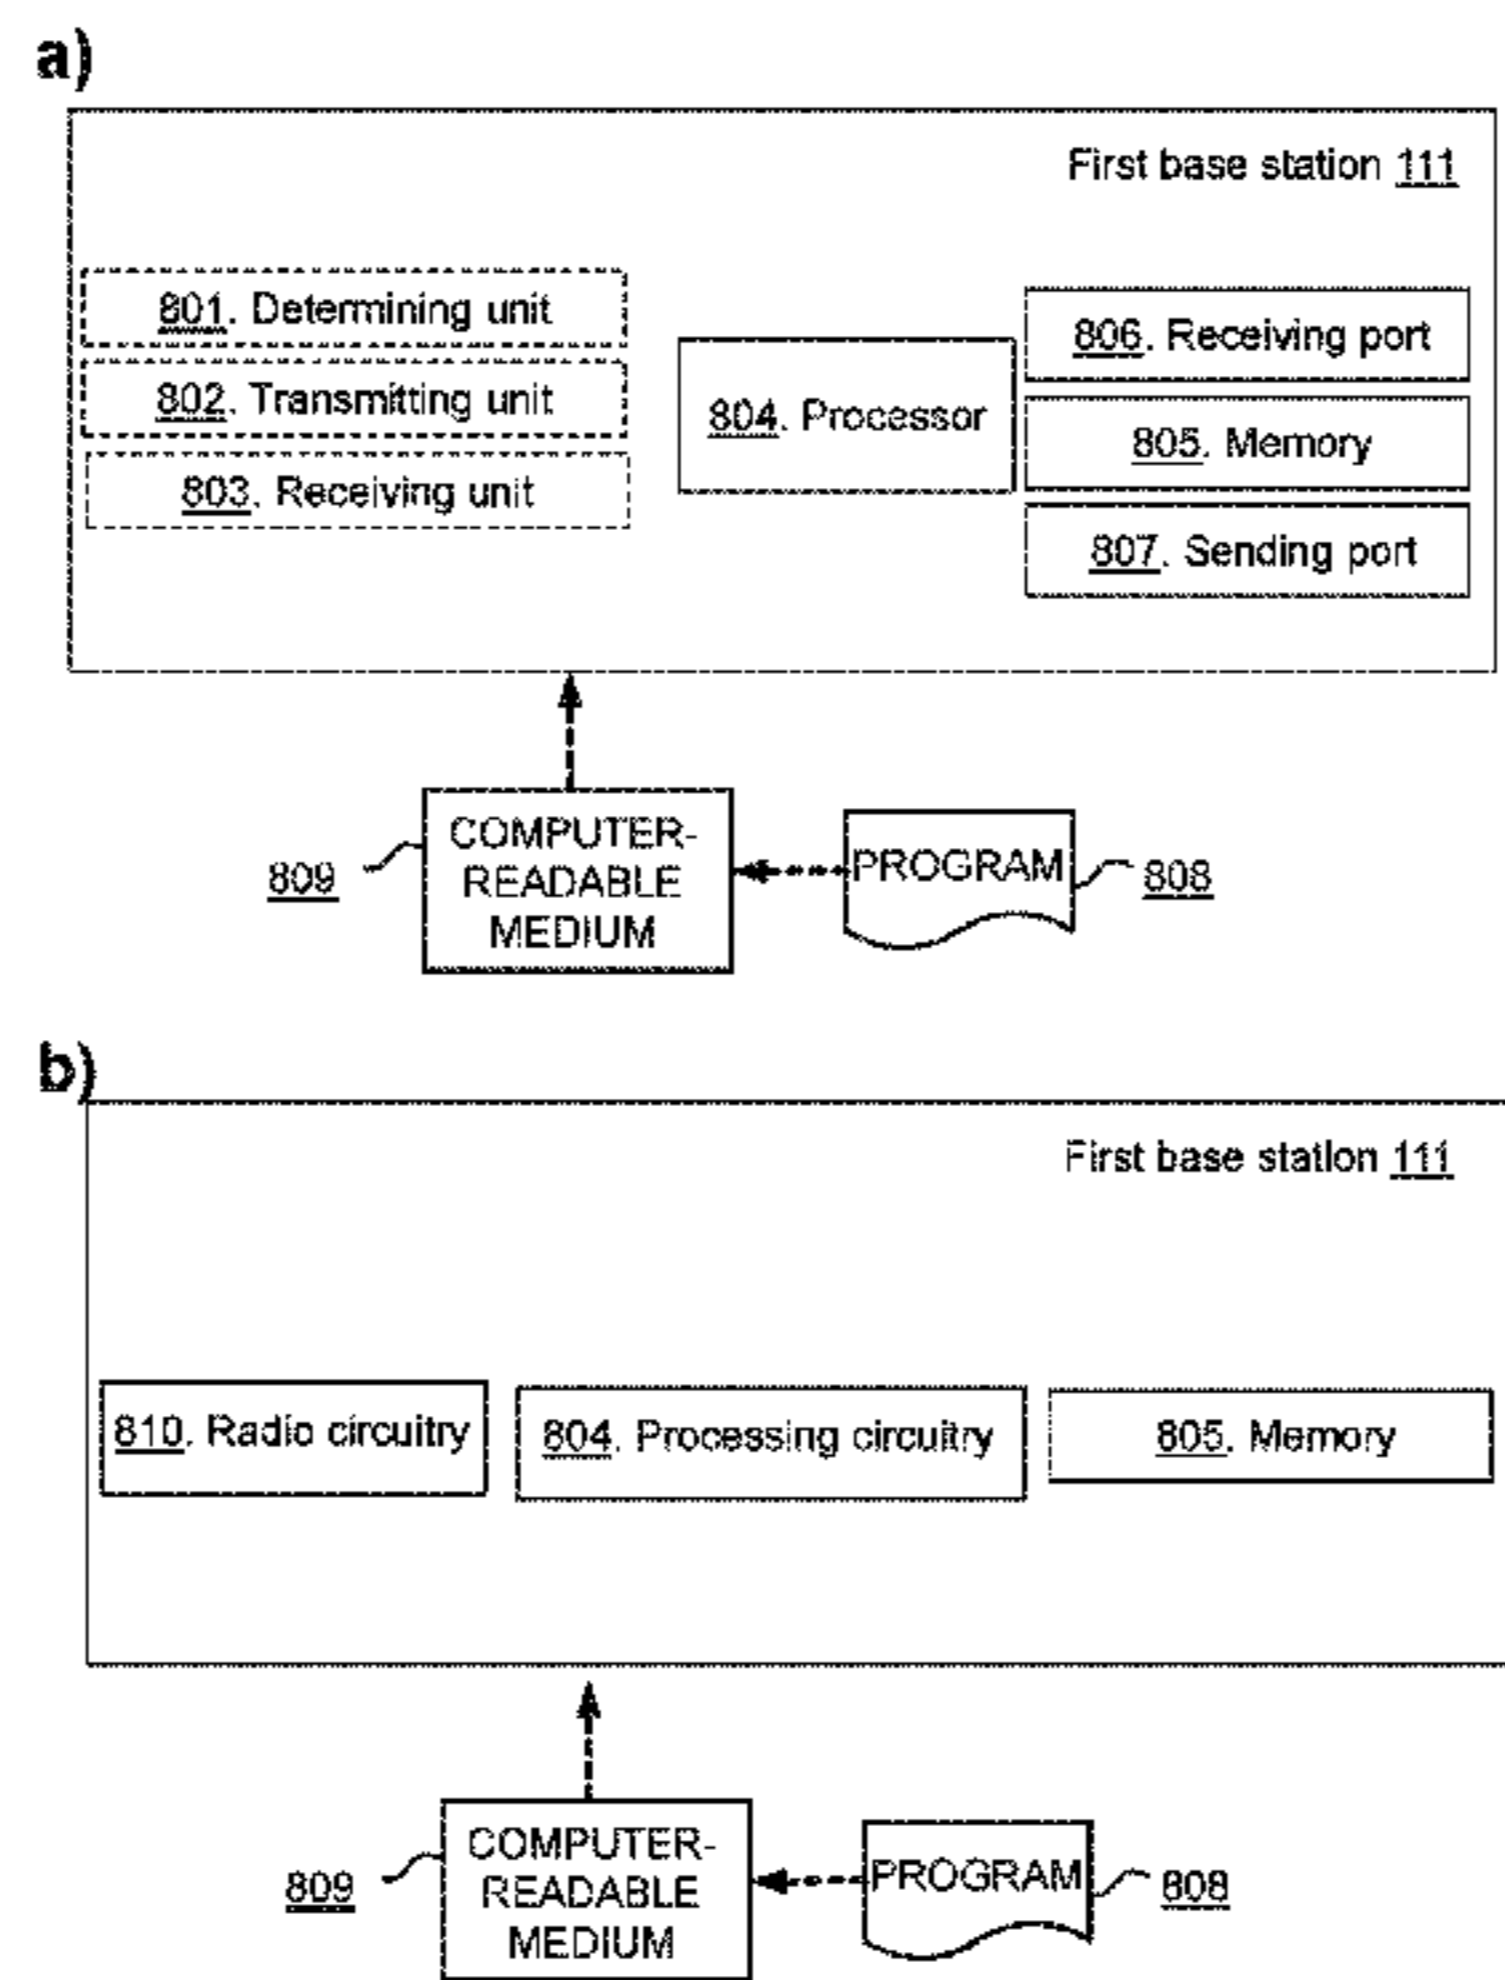 a)
First base station 111
801. Determining unit
802. Transmitting unit
803. Receiving unit
804. Processor
806. Receiving port
805. Memory
807. Sending port
809
COMPUTER-
READABLE
MEDIUM
PROGRAM
808
b)
First base station 111
810. Radio circuitry
804. Processing circuitry
805. Memory
809
COMPUTER-
READABLE
MEDIUM
PROGRAM
808